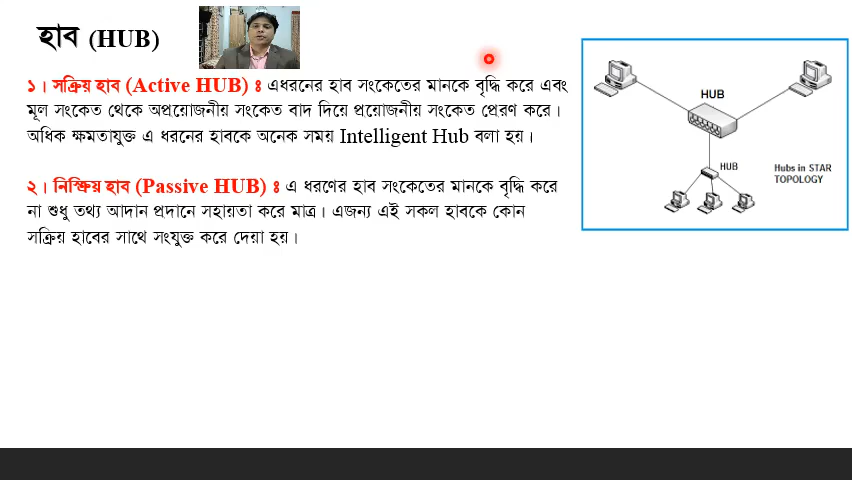 হাব (HUB)
১। সক্রিয় হাব (Active HUB) ঃ এধরনের হাব সংকেতের মানকে বৃদ্ধি করে এবং
মূল সংকেত থেকে অপ্রয়োজনীয় সংকেত বাদ দিয়ে প্রয়োজনীয় সংকেত প্রেরণ করে।
অধিক ক্ষমতাযুক্ত এ ধরনের হাবকে অনেক সময় Intelligent Hub বলা হয়।
২। নিস্ক্রিয় হাব (Passive HUB) ঃ এ ধরণের হাব সংকেতের মানকে বৃদ্ধি করে
না শুধু তথ্য আদান প্রদানে সহায়তা করে মাত্র। এজন্য এই সকল হাবকে কোন
সক্রিয় হাবের সাথে সংযুক্ত করে দেয়া হয়।
HUB
HUB
Hubs in STAR
TOPOLOGY